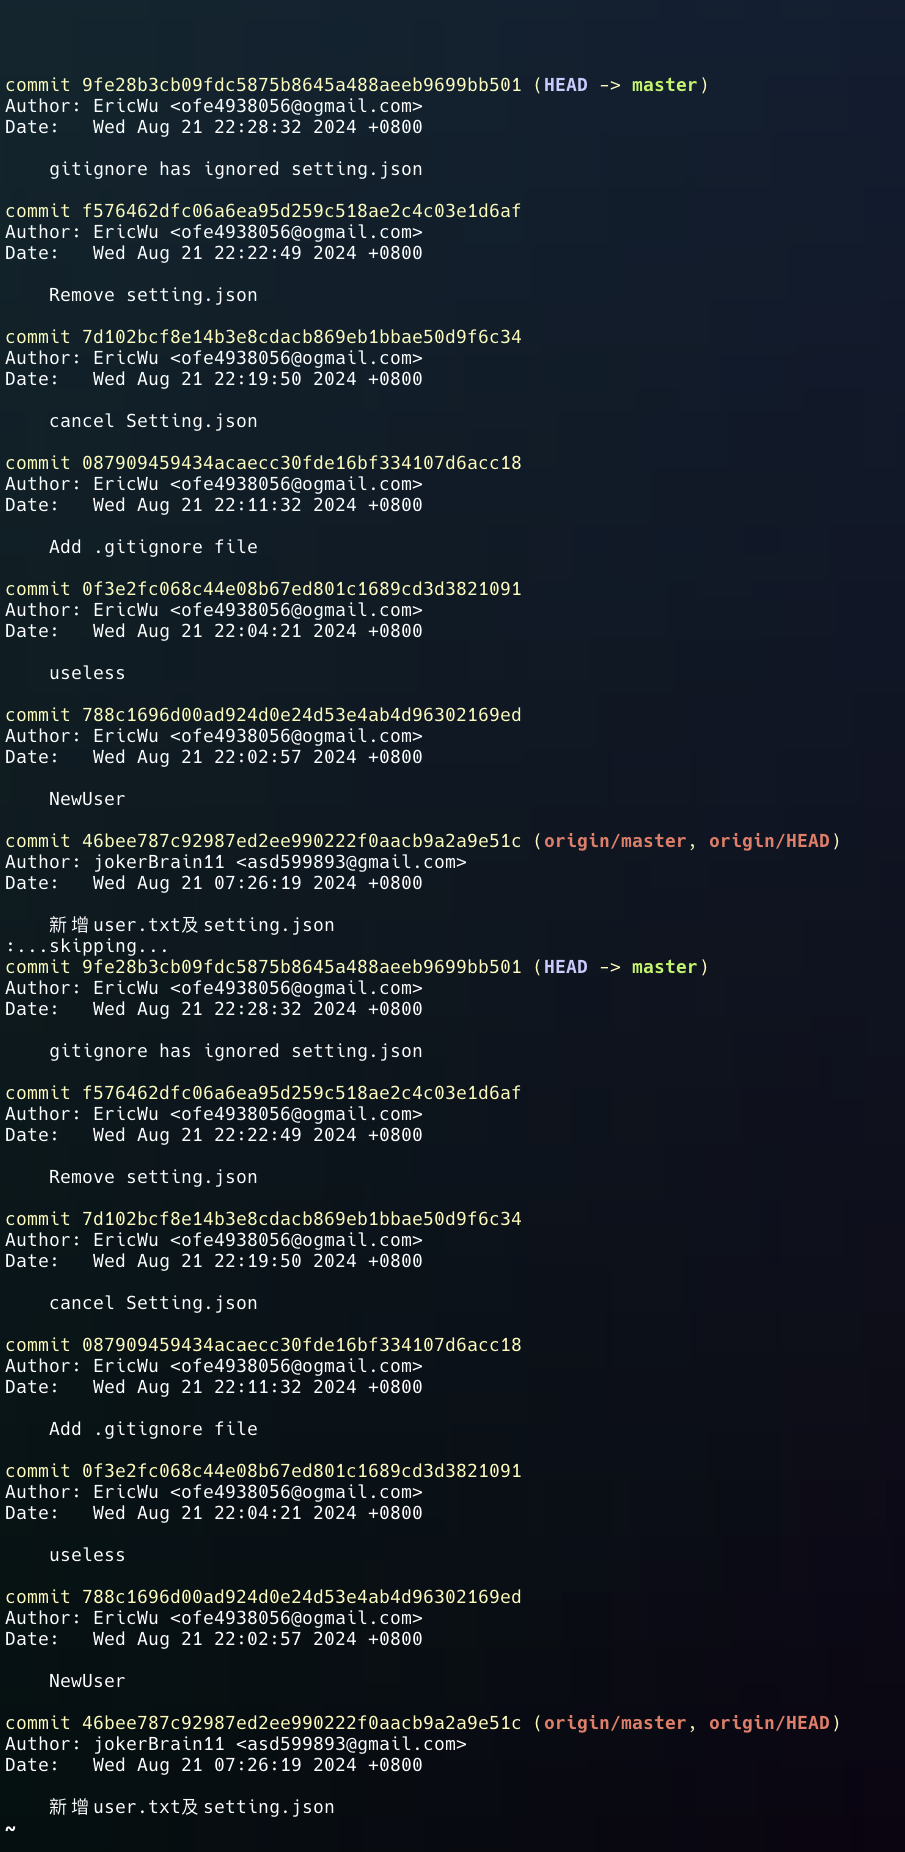 commit 9fe28b3cb09fdc5875b8645a488aeeb9699bb501 (HEAD -> master)
Author: EricWu <ofe4938056@ogmail.com>
Date:   Wed Aug 21 22:28:32 2024 +0800
    gitignore has ignored setting.json
commit f576462dfc06a6ea95d259c518ae2c4c03e1d6af
Author: EricWu <ofe4938056@ogmail.com>
Date:   Wed Aug 21 22:22:49 2024 +0800
    Remove setting.json
commit 7d102bcf8e14b3e8cdacb869eb1bbae50d9f6c34
Author: EricWu <ofe4938056@ogmail.com>
Date:   Wed Aug 21 22:19:50 2024 +0800
    cancel Setting.json
commit 087909459434acaecc30fde16bf334107d6acc18
Author: EricWu <ofe4938056@ogmail.com>
Date:   Wed Aug 21 22:11:32 2024 +0800
    Add .gitignore file
commit 0f3e2fc068c44e08b67ed801c1689cd3d3821091
Author: EricWu <ofe4938056@ogmail.com>
Date:   Wed Aug 21 22:04:21 2024 +0800
    useless
commit 788c1696d00ad924d0e24d53e4ab4d96302169ed
Author: EricWu <ofe4938056@ogmail.com>
Date:   Wed Aug 21 22:02:57 2024 +0800
    NewUser
commit 46bee787c92987ed2ee990222f0aacb9a2a9e51c (origin/master, origin/HEAD)
Author: jokerBrain11 <asd599893@gmail.com>
Date:   Wed Aug 21 07:26:19 2024 +0800
    新增user.txt及setting.json
:...skipping...
commit 9fe28b3cb09fdc5875b8645a488aeeb9699bb501 (HEAD -> master)
Author: EricWu <ofe4938056@ogmail.com>
Date:   Wed Aug 21 22:28:32 2024 +0800
    gitignore has ignored setting.json
commit f576462dfc06a6ea95d259c518ae2c4c03e1d6af
Author: EricWu <ofe4938056@ogmail.com>
Date:   Wed Aug 21 22:22:49 2024 +0800
    Remove setting.json
commit 7d102bcf8e14b3e8cdacb869eb1bbae50d9f6c34
Author: EricWu <ofe4938056@ogmail.com>
Date:   Wed Aug 21 22:19:50 2024 +0800
    cancel Setting.json
commit 087909459434acaecc30fde16bf334107d6acc18
Author: EricWu <ofe4938056@ogmail.com>
Date:   Wed Aug 21 22:11:32 2024 +0800
    Add .gitignore file
commit 0f3e2fc068c44e08b67ed801c1689cd3d3821091
Author: EricWu <ofe4938056@ogmail.com>
Date:   Wed Aug 21 22:04:21 2024 +0800
    useless
commit 788c1696d00ad924d0e24d53e4ab4d96302169ed
Author: EricWu <ofe4938056@ogmail.com>
Date:   Wed Aug 21 22:02:57 2024 +0800
    NewUser
commit 46bee787c92987ed2ee990222f0aacb9a2a9e51c (origin/master, origin/HEAD)
Author: jokerBrain11 <asd599893@gmail.com>
Date:   Wed Aug 21 07:26:19 2024 +0800
    新增user.txt及setting.json
~